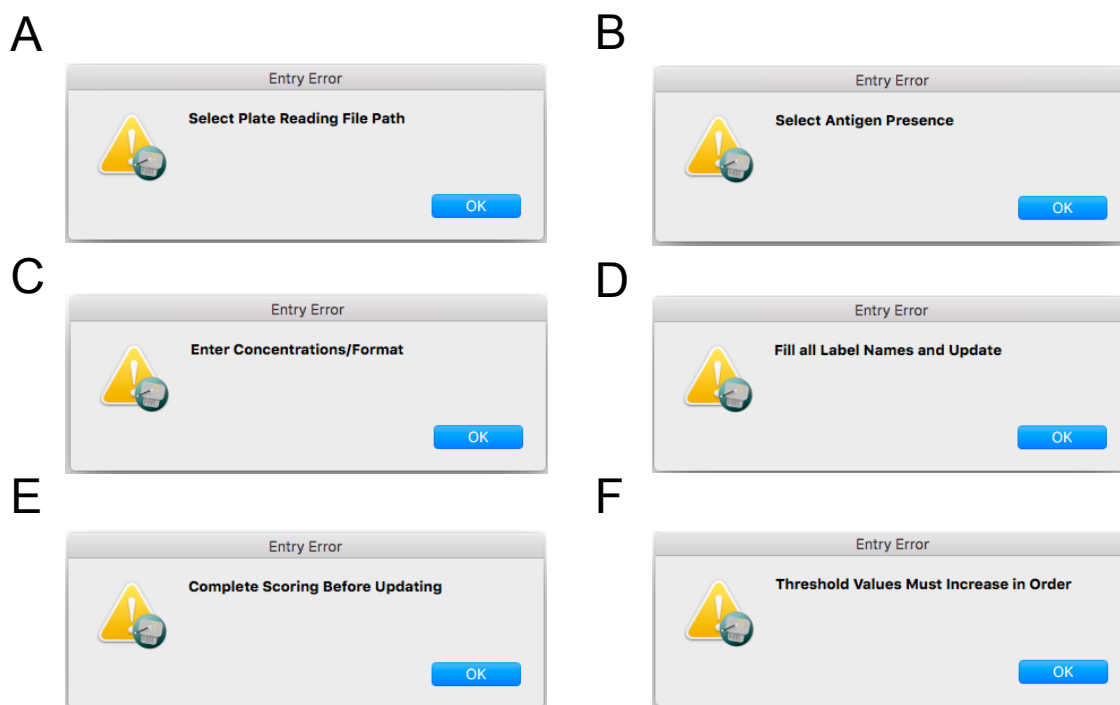 A
Entry Error
Select Plate Reading File Path
OK
B
Entry Error
Select Antigen Presence
OK
C
Entry Error
Enter Concentrations/Format
OK
D
Entry Error
Fill all Label Names and Update
OK
E
Entry Error
Complete Scoring Before Updating
OK
F
Entry Error
Threshold Values Must Increase in Order
OK